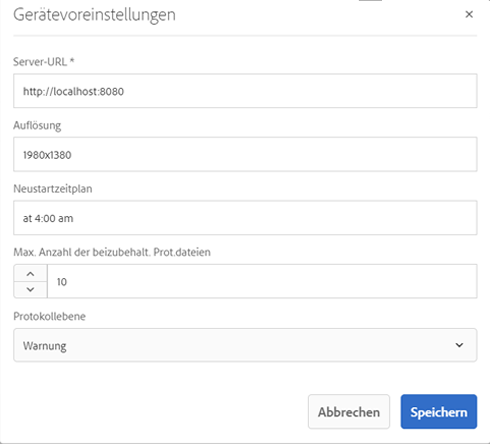 Gerätevoreinstellungen
Server-URL *
http://localhost:8080
Auflösung
1980x1380
Neustartzeitplan
at 4:00 am
Max. Anzahl der beizubehalt. Prot.dateien
10
Protokollebene
Warnung
Abbrechen Speichern